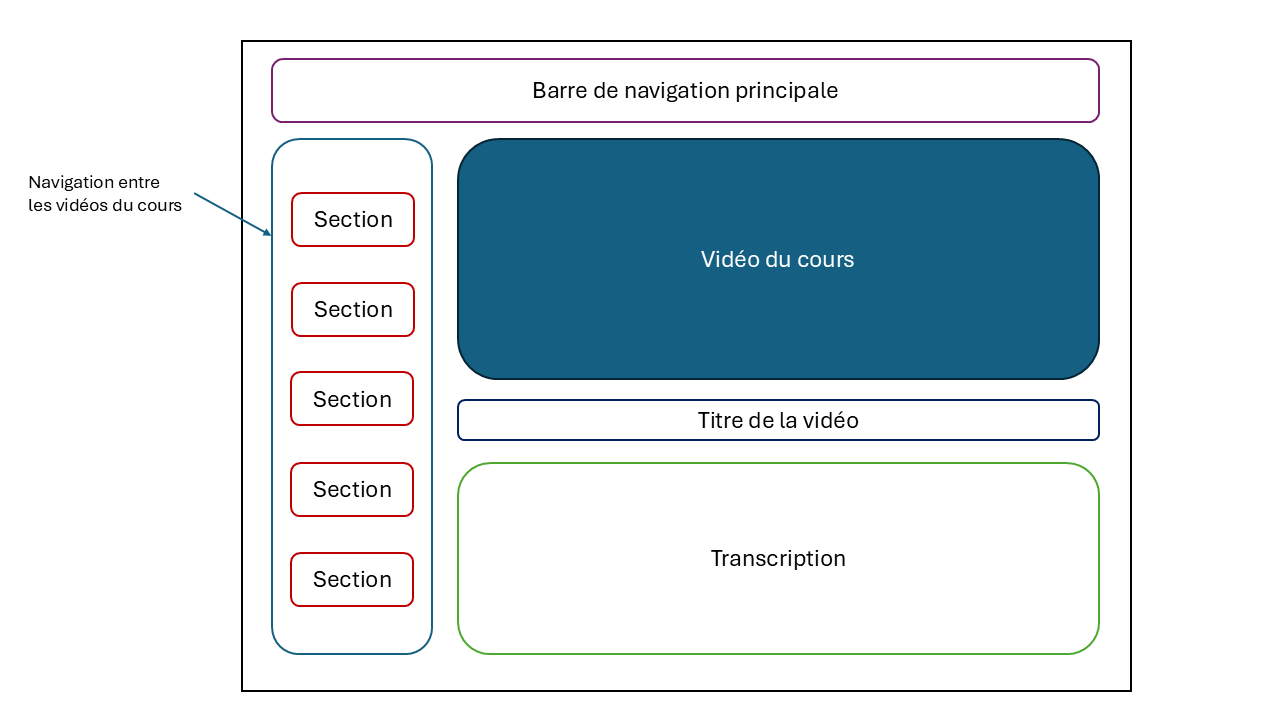 Barre de navigation principale
Navigation entre
les vidéos du cours
Section
Section
Section
Section
Section
Vidéo du cours
Titre de la vidéo
Transcription